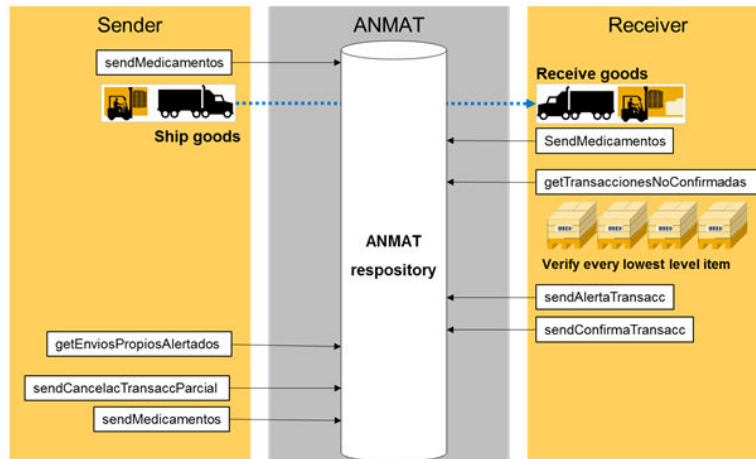 Sender
ANMAT
Receiver
sendMedicamentos
Receive goods
Ship goods
SendMedicamentos
getTransaccionesNoConfirmadas
ANMAT
respository
Verify every lowest level item
sendAlertaTransacc
sendConfirmaTransacc
getEnviosPropiosAlertados
sendCancelacTransaccParcial
sendMedicamentos